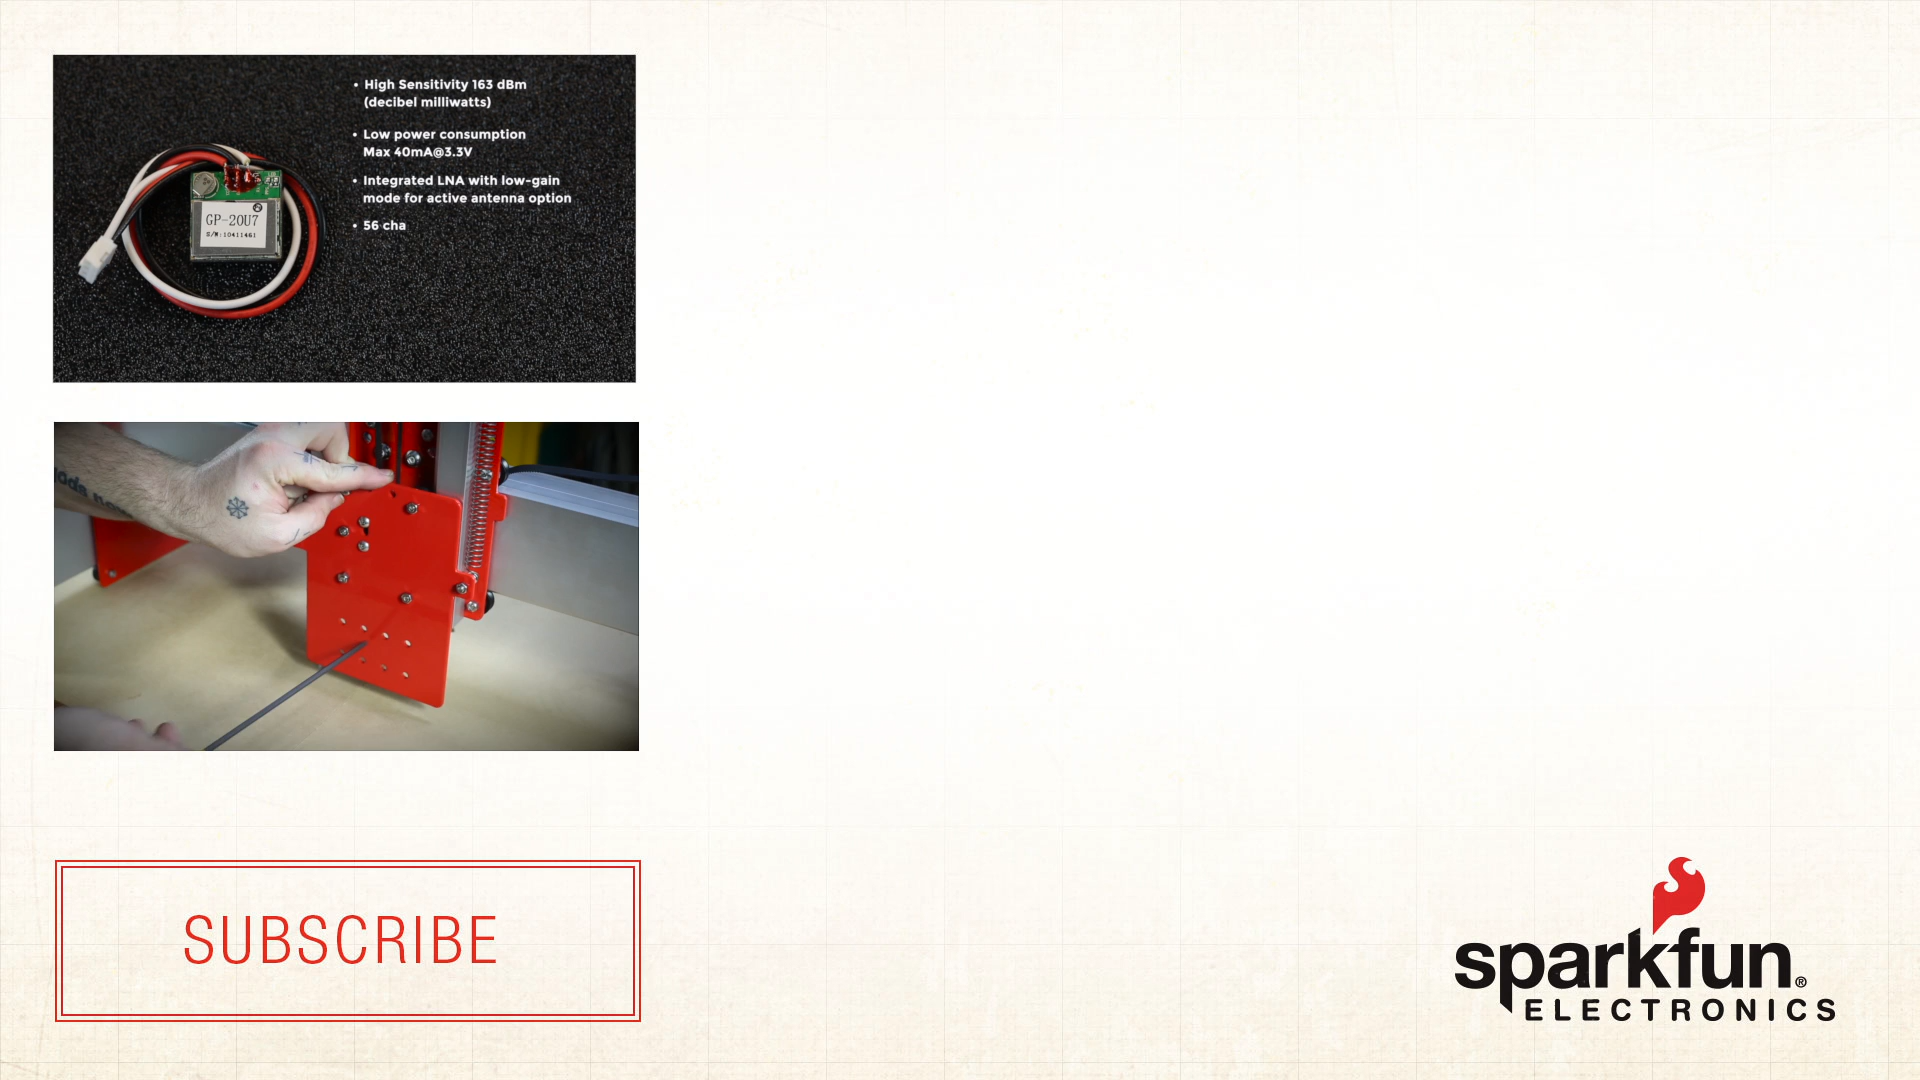 • High Sensitivity 163 dBm
(decibel milliwatts)
• Low power consumption
Max 40mA@3.3V
• Integrated LNA with low-gain
mode for active antenna option
• 56 cha
GP-20U7
S/N:10411461
SUBSCRIBE
sparkfun®
ELECTRONICS